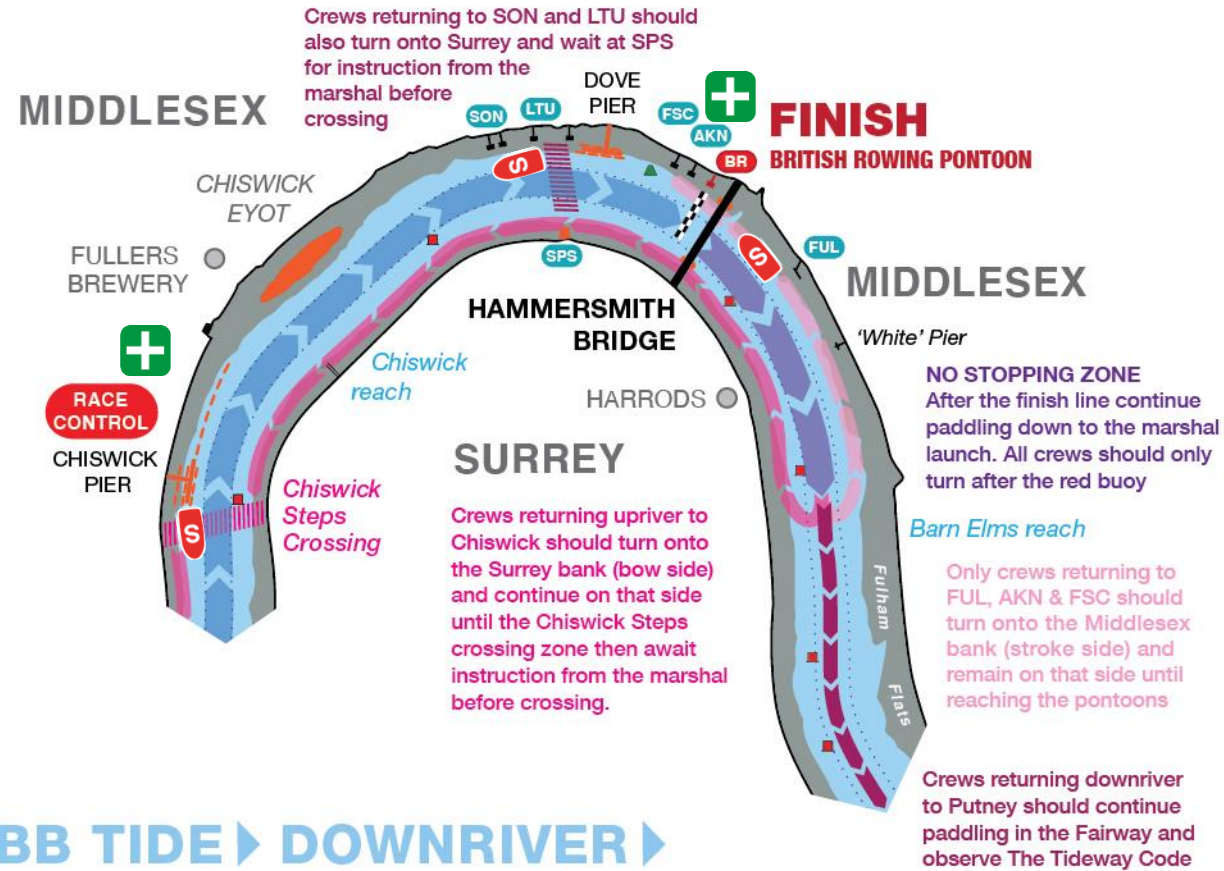 Crews returning to SON and LTU should
also turn onto Surrey and wait at SPS
for instruction from the
marshal before
crossing
MIDDLESEX
SON
LTU
DOVE
PIER
FSC
AKN
BR
FINISH
BRITISH ROWING PONTOON
CHISWICK
EYOT
S
FULLERS
BREWERY
SPS
S
FUL
MIDDLESEX
HAMMERSMITH
BRIDGE
'White' Pier
Chiswick
reach
RACE
CONTROL
CHISWICK
PIER
HARRODS
NO STOPPING ZONE
After the finish line continue
paddling down to the marshal
launch. All crews should only
turn after the red buoy
SURREY
Chiswick
Steps
Crossing
S
Crews returning upriver to
Chiswick should turn onto
the Surrey bank (bow side)
and continue on that side
until the Chiswick Steps
crossing zone then await
instruction from the marshal
before crossing.
Barn Elms reach
Fulham
Flats
Only crews returning to
FUL, AKN & FSC should
turn onto the Middlesex
bank (stroke side) and
remain on that side until
reaching the pontoons
Crews returning downriver
to Putney should continue
paddling in the Fairway and
observe The Tideway Code
BB TIDE DOWNRIVER